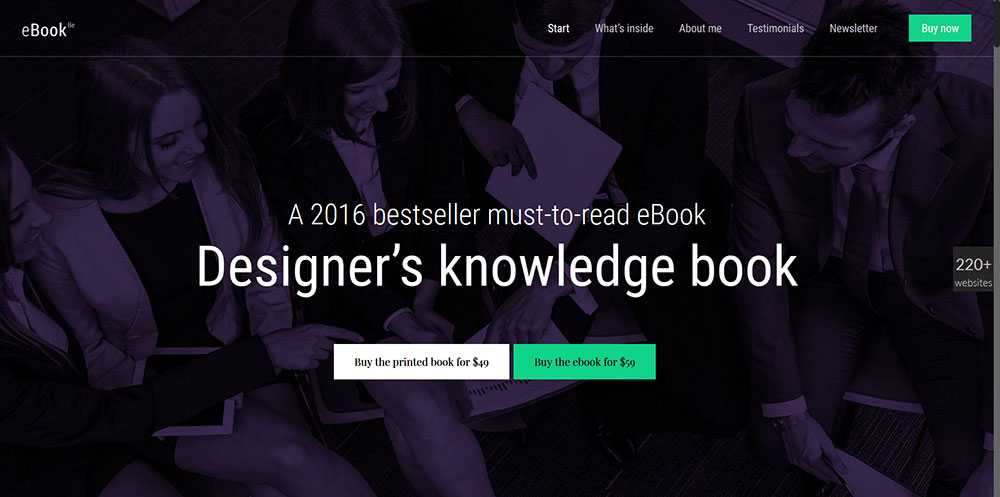 eBook Be
Start
What's inside
About me
Testimonials
Newsletter
Buy now
A 2016 bestseller must-to-read eBook
Designer's knowledge book
220+
websites
Buy the printed book for $49
Buy the ebook for $59